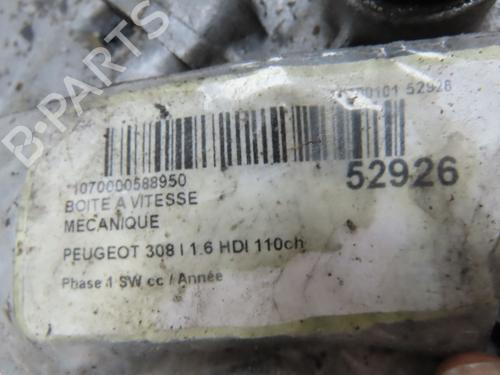 B-PARTS
52926
*1070000588950
BOITE A VITESSE
MECANIQUE
PEUGEOT 308 I 1.6 HDI 110ch
Phase 1 SW cc / Année